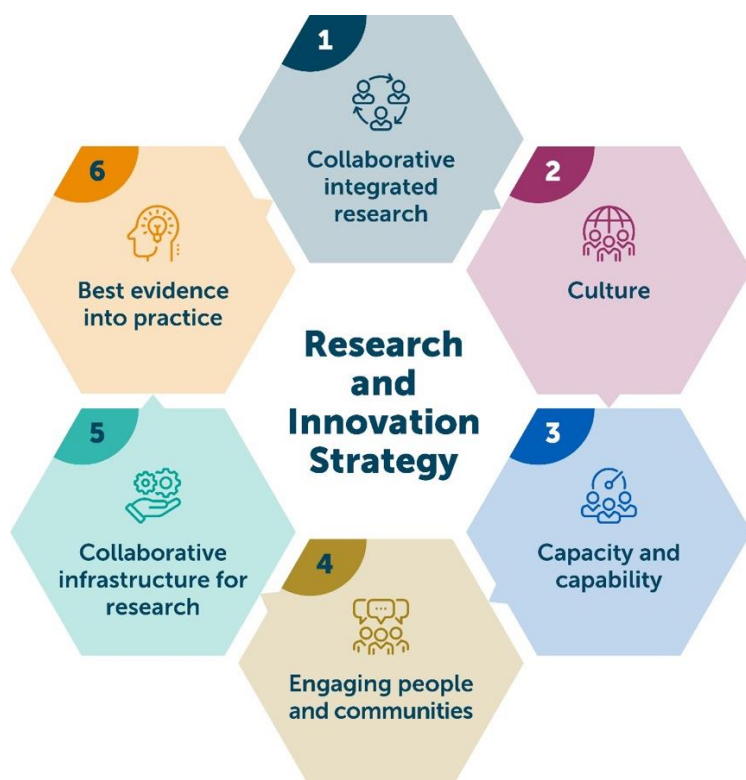 1
Collaborative
integrated
research
2
Culture
3
Capacity and
capability
4
Engaging people
and communities
5
Collaborative
infrastructure for
research
6
Best evidence
into practice
Research
and
Innovation
Strategy